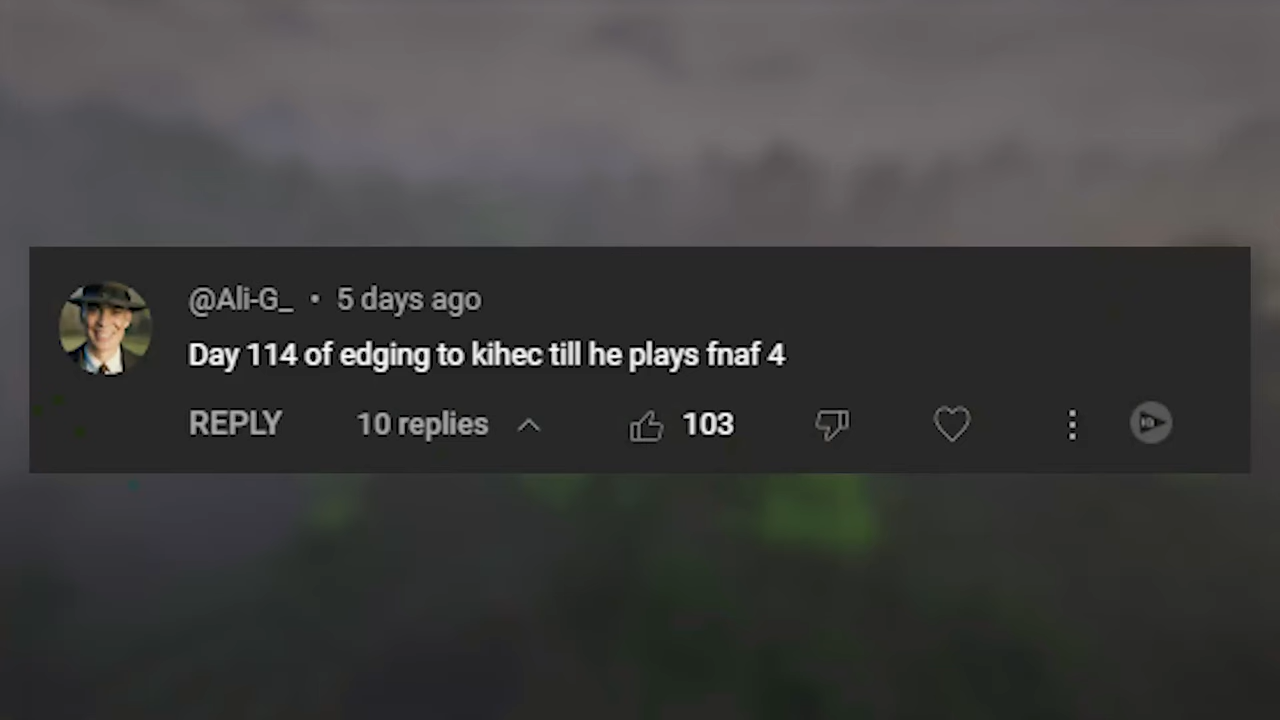 @Ali-G_ • 5 days ago
Day 114 of edging to kihec till he plays fnaf 4
REPLY 10 replies 103